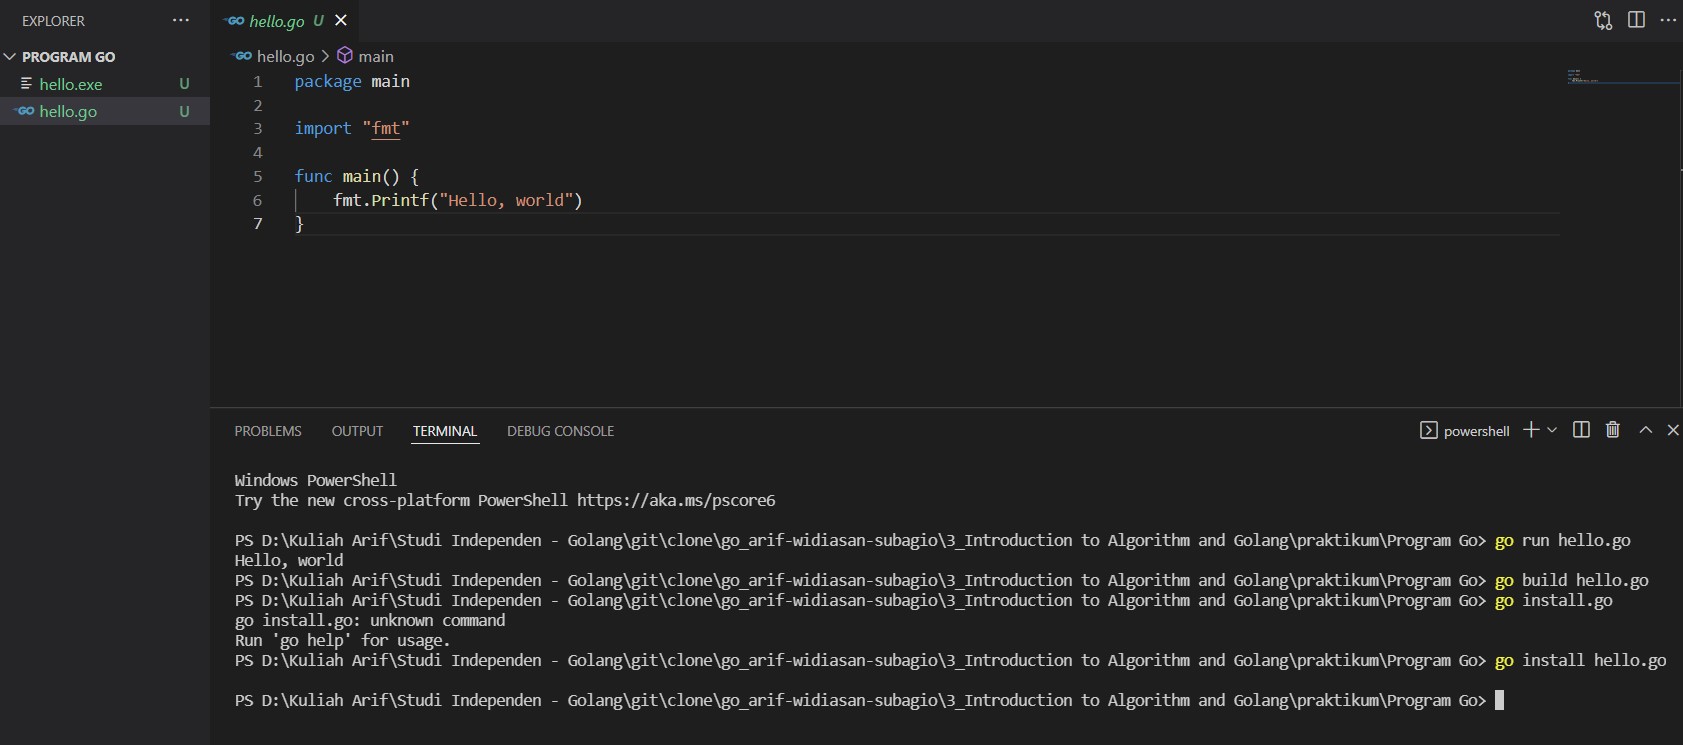 EXPLORER ...
PROGRAM GO
hello.exe U
GO hello.go U
GO hello.go U
GO hello.go > main
1 package main
2
3 import "fmt"
4
5 func main() {
6 fmt.Printf("Hello, world")
7 }
PROBLEMS OUTPUT TERMINAL DEBUG CONSOLE powershell
Windows PowerShell
Try the new cross-platform PowerShell https://aka.ms/pscore6
PS D:\Kuliah Arif\Studi Independen - Golang\git\clone\go_arif-widiasan-subagio\3_Introduction to Algorithm and Golang\praktikum\Program Go> go run hello.go
Hello, world
PS D:\Kuliah Arif\Studi Independen - Golang\git\clone\go_arif-widiasan-subagio\3_Introduction to Algorithm and Golang\praktikum\Program Go> go build hello.go
PS D:\Kuliah Arif\Studi Independen - Golang\git\clone\go_arif-widiasan-subagio\3_Introduction to Algorithm and Golang\praktikum\Program Go> go install.go
go install.go: unknown command
Run 'go help' for usage.
PS D:\Kuliah Arif\Studi Independen - Golang\git\clone\go_arif-widiasan-subagio\3_Introduction to Algorithm and Golang\praktikum\Program Go> go install hello.go
PS D:\Kuliah Arif\Studi Independen - Golang\git\clone\go_arif-widiasan-subagio\3_Introduction to Algorithm and Golang\praktikum\Program Go>